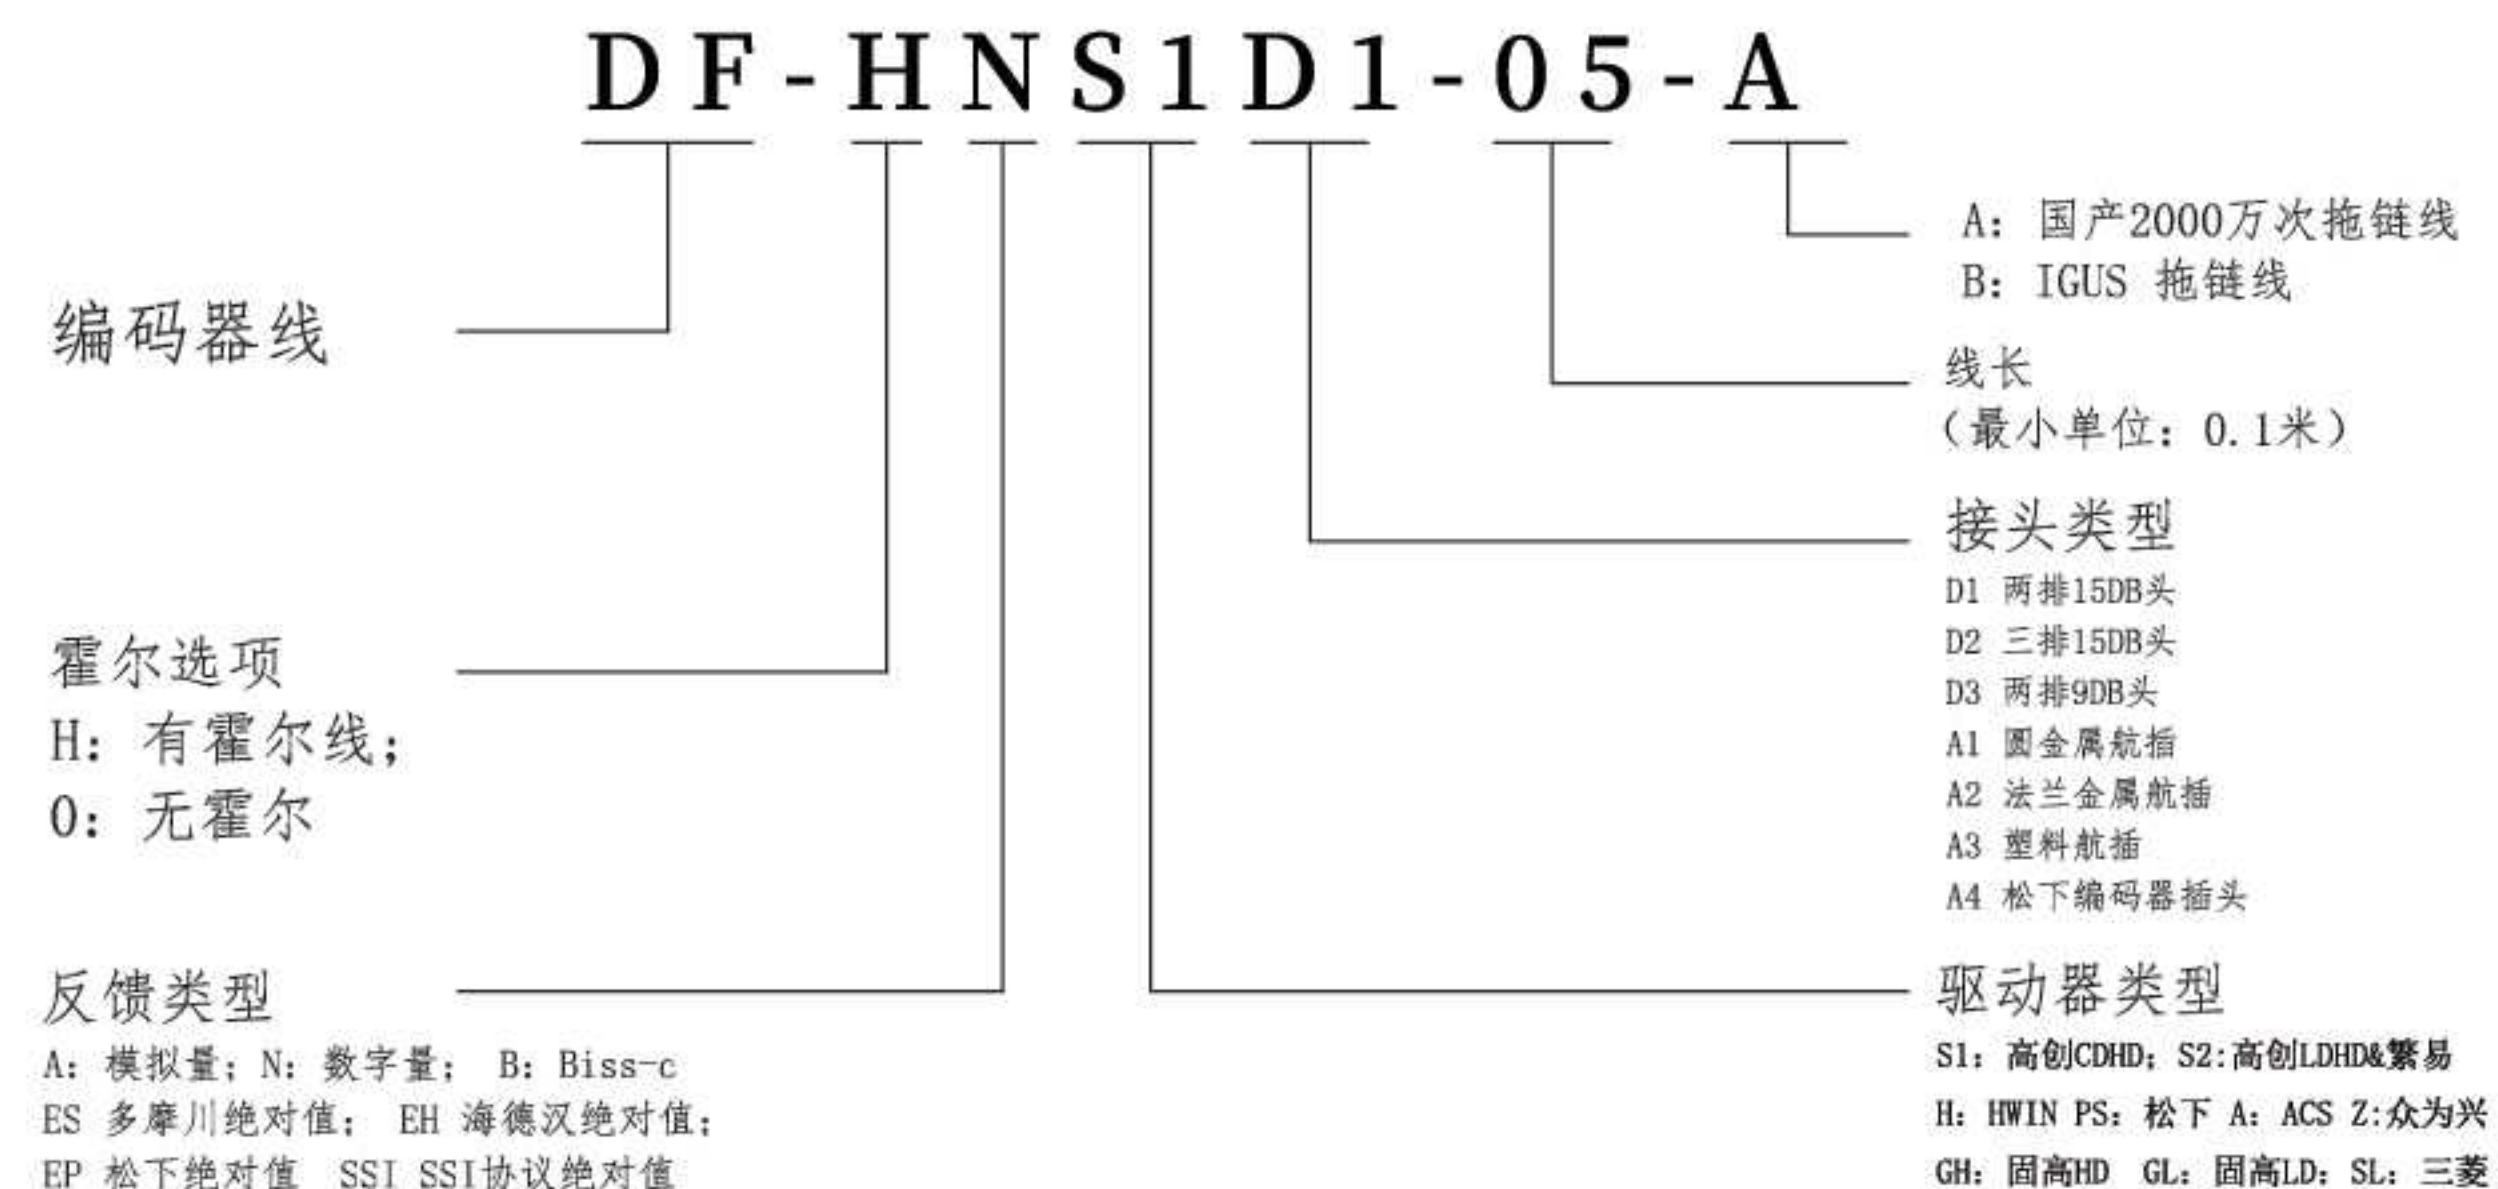 DF-HNS1D1-05-A
A: 国产2000万次拖链线
B: IGUS 拖链线
编码器线
线长
（最小单位: 0.1米）
接头类型
D1 两排15DB头
D2 三排15DB头
D3 两排9DB头
A1 圆金属航插
A2 法兰金属航插
A3 塑料航插
A4 松下编码器插头
霍尔选项
H: 有霍尔线;
0: 无霍尔
反馈类型
A: 模拟量; N: 数字量; B: Biss-c
ES 多摩川绝对值; EH 海德汉绝对值;
EP 松下绝对值 SSI SSI协议绝对值
驱动器类型
S1: 高创CDHD; S2:高创LDHD&繁易
H: HWIN PS: 松下 A: ACS Z:众为兴
GH: 固高HD GL: 固高LD: SL: 三菱